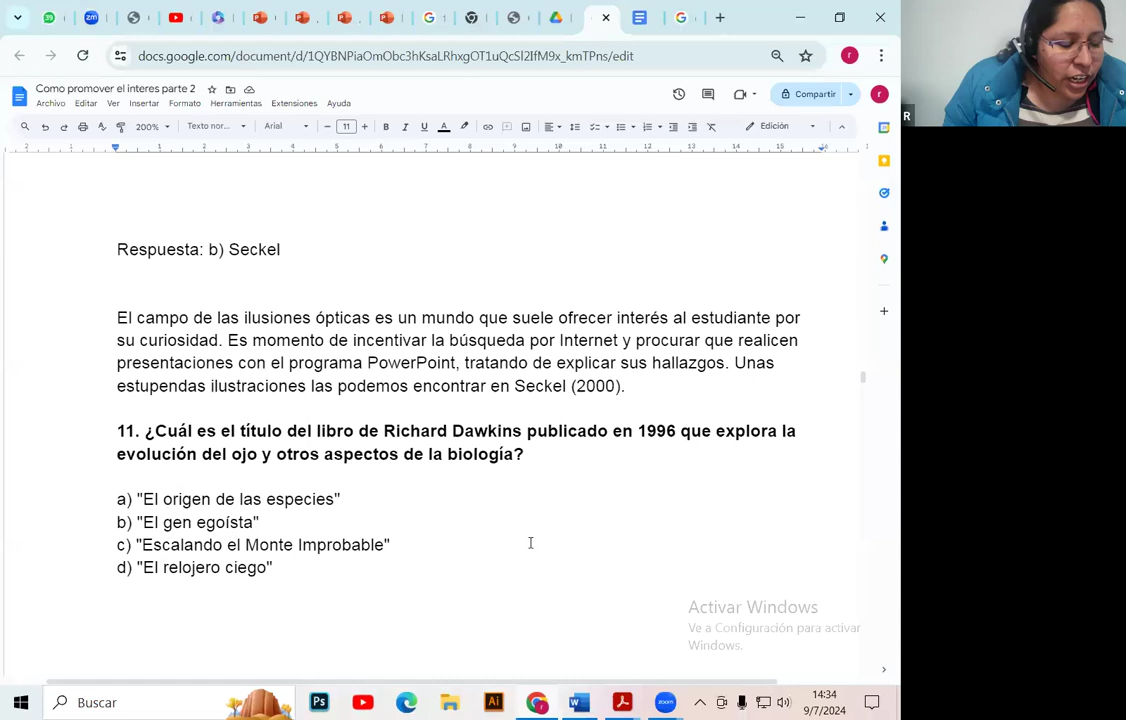 docs.google.com/document/d/1QYBNPiaOmObc3hKsaLRhxgOT1uQcSl2IfM9x_kmTPns/edit
Como promover el interes parte 2
Archivo Editar Ver Insertar Formato Herramientas Extensiones Ayuda
Compartir
200% Texto nor... Arial 11 Edición
Respuesta: b) Seckel
El campo de las ilusiones ópticas es un mundo que suele ofrecer interés al estudiante por
su curiosidad. Es momento de incentivar la búsqueda por Internet y procurar que realicen
presentaciones con el programa PowerPoint, tratando de explicar sus hallazgos. Unas
estupendas ilustraciones las podemos encontrar en Seckel (2000).
11. ¿Cuál es el título del libro de Richard Dawkins publicado en 1996 que explora la
evolución del ojo y otros aspectos de la biología?
a) "El origen de las especies"
b) "El gen egoísta"
c) "Escalando el Monte Improbable"
d) "El relojero ciego"
Activar Windows
Ve a Configuración para activar
Windows.
Buscar
14:34
9/7/2024
R